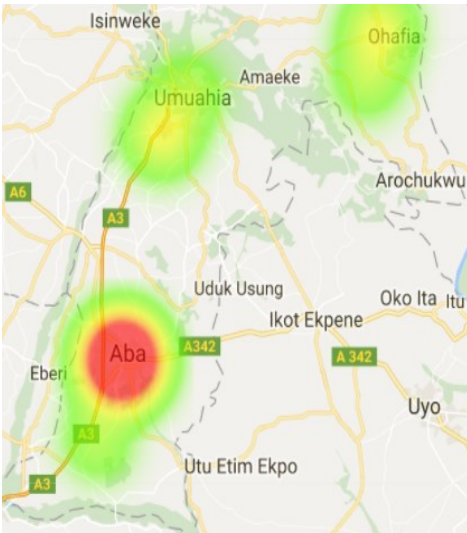 Isinweke
Ohafia
Amaeke
Umuahia
Arochukwu
A6
A3
Uduk Usung
Oko Ita
Itu
Ikot Ekpene
A342
Aba
A 342
Eberi
Uyo
A3
Utu Etim Ekpo
A3